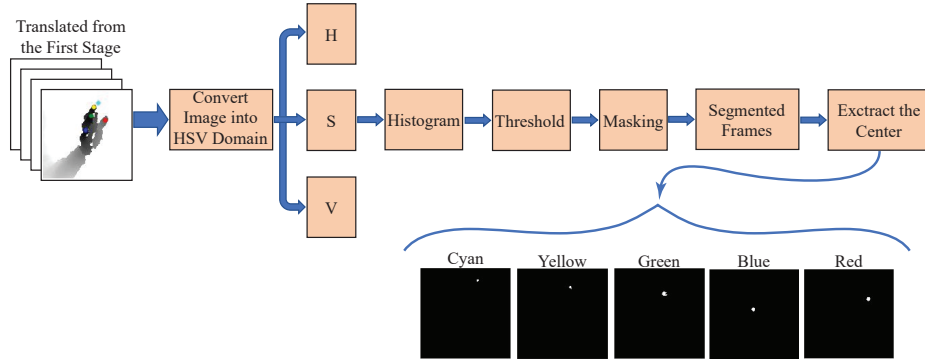 Translated from
the First Stage
Convert
Image into
HSV Domain
H
S
V
Histogram
Threshold
Masking
Segmented
Frames
Exctract the
Center
Cyan
Yellow
Green
Blue
Red